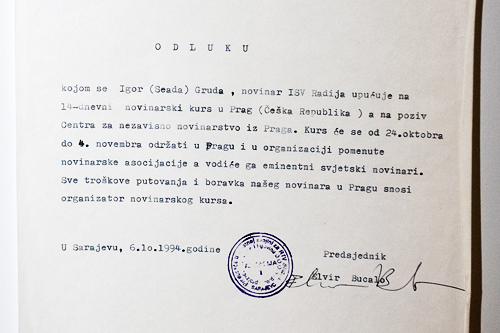 O D L U K U
kojom se Igor (Seada) Gruda , novinar ISV Radija upućuje na
14-dnevni novinarski kurs u Prag (Češka Republika ) a na poziv
Centra za nezavisno novinarstvo iz Praga. Kurs će se od 24.oktobra
do 4. novembra održati u Pragu i u organizaciji pomenute
novinarske asocijacije a vodiće ga eminentni svjetski novinari.
Sve troškove putovanja i boravka našeg novinara u Pragu snosi
organizator novinarskog kursa.
U Sarajevu, 6.lo.1994.godine
Predsjednik
Elvir Bucalo